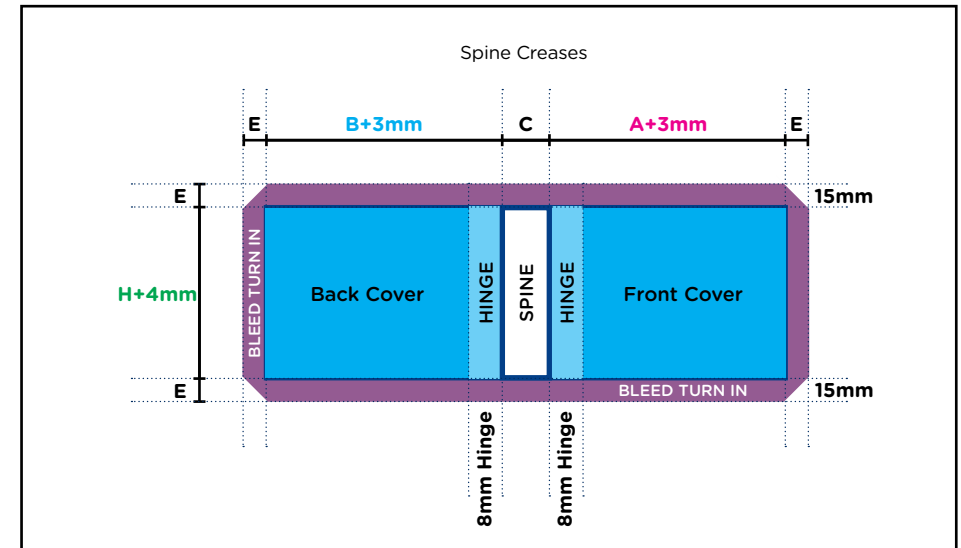 Spine Creases
E
B+3mm
C
A+3mm
E
E
15mm
H+4mm
BLEED TURN IN
Back Cover
HINGE
SPINE
HINGE
Front Cover
E
BLEED TURN IN
15mm
8mm Hinge
8mm Hinge